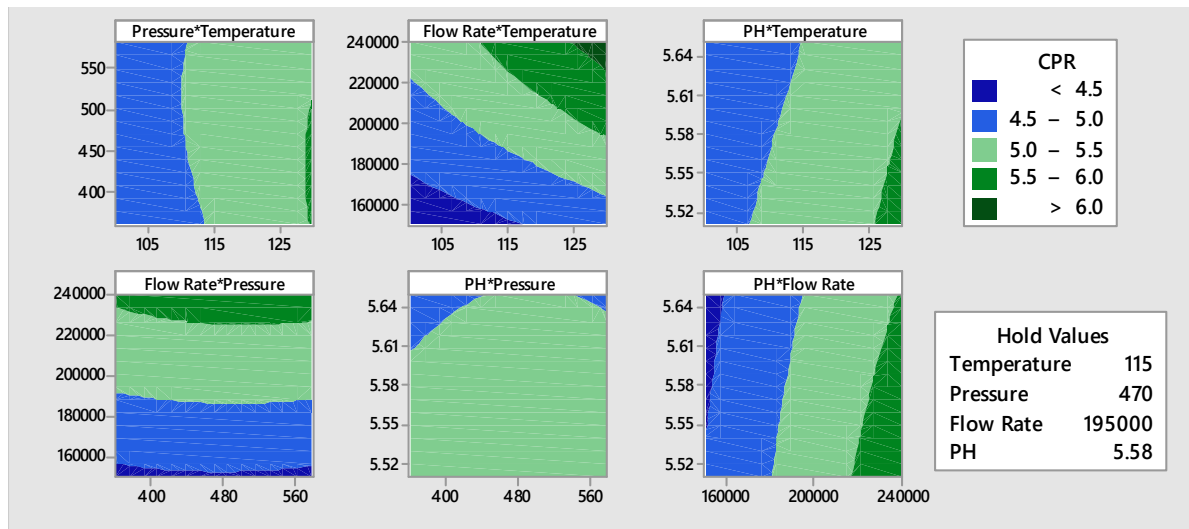 Pressure*Temperature
550
500
450
400
105 115 125
Flow Rate*Temperature
240000
220000
200000
180000
160000
105 115 125
PH*Temperature
5.64
5.61
5.58
5.55
5.52
105 115 125
CPR
< 4.5
4.5 – 5.0
5.0 – 5.5
5.5 – 6.0
> 6.0
Flow Rate*Pressure
240000
220000
200000
180000
160000
400 480 560
PH*Pressure
5.64
5.61
5.58
5.55
5.52
400 480 560
PH*Flow Rate
5.64
5.61
5.58
5.55
5.52
160000 200000 240000
Hold Values
Temperature 115
Pressure 470
Flow Rate 195000
PH 5.58